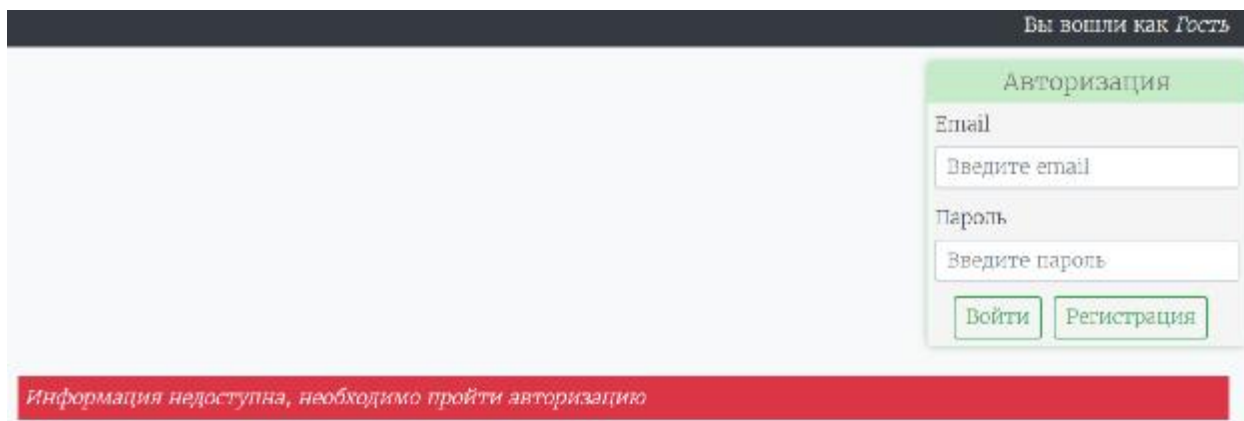 Вы вошли как Гость
Авторизация
Email
Введите email
Пароль
Введите пароль
Войти Регистрация
Информация недоступна, необходимо пройти авторизацию